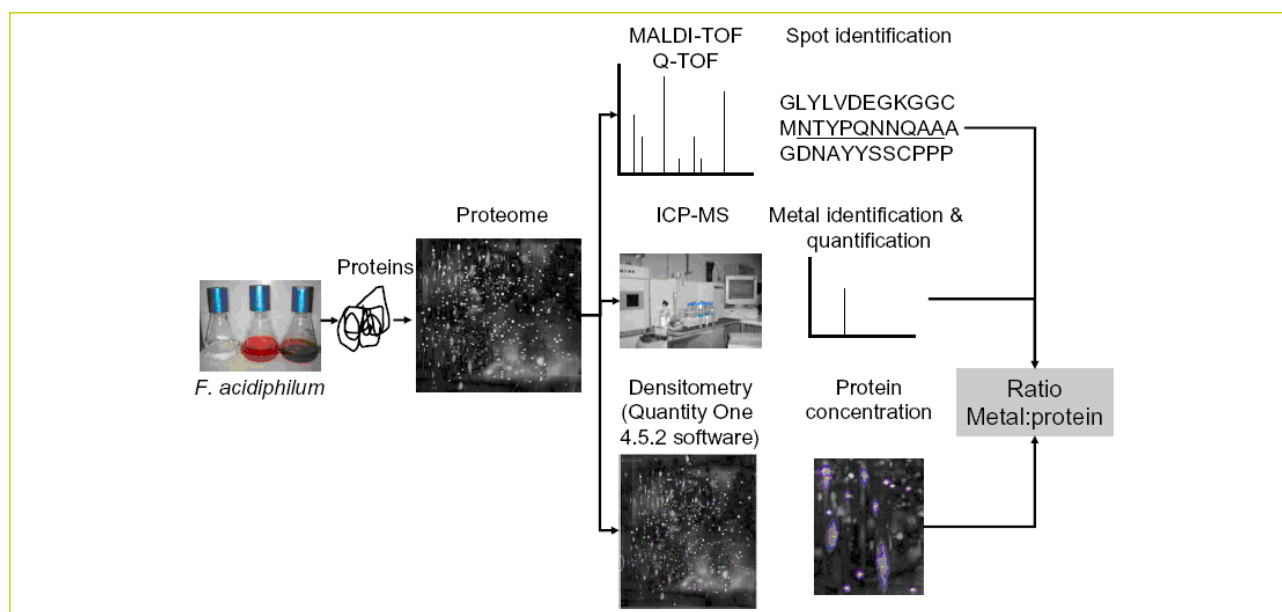 MALDI-TOF
Q-TOF
Spot identification
GLYLVDEGKGGC
MNTYPQNNQAAA
GDNAYYSSCPPP
Proteome
ICP-MS
Metal identification &
quantification
Proteins
F. acidiphilum
Densitometry
(Quantity One
4.5.2 software)
Protein
concentration
Ratio
Metal:protein